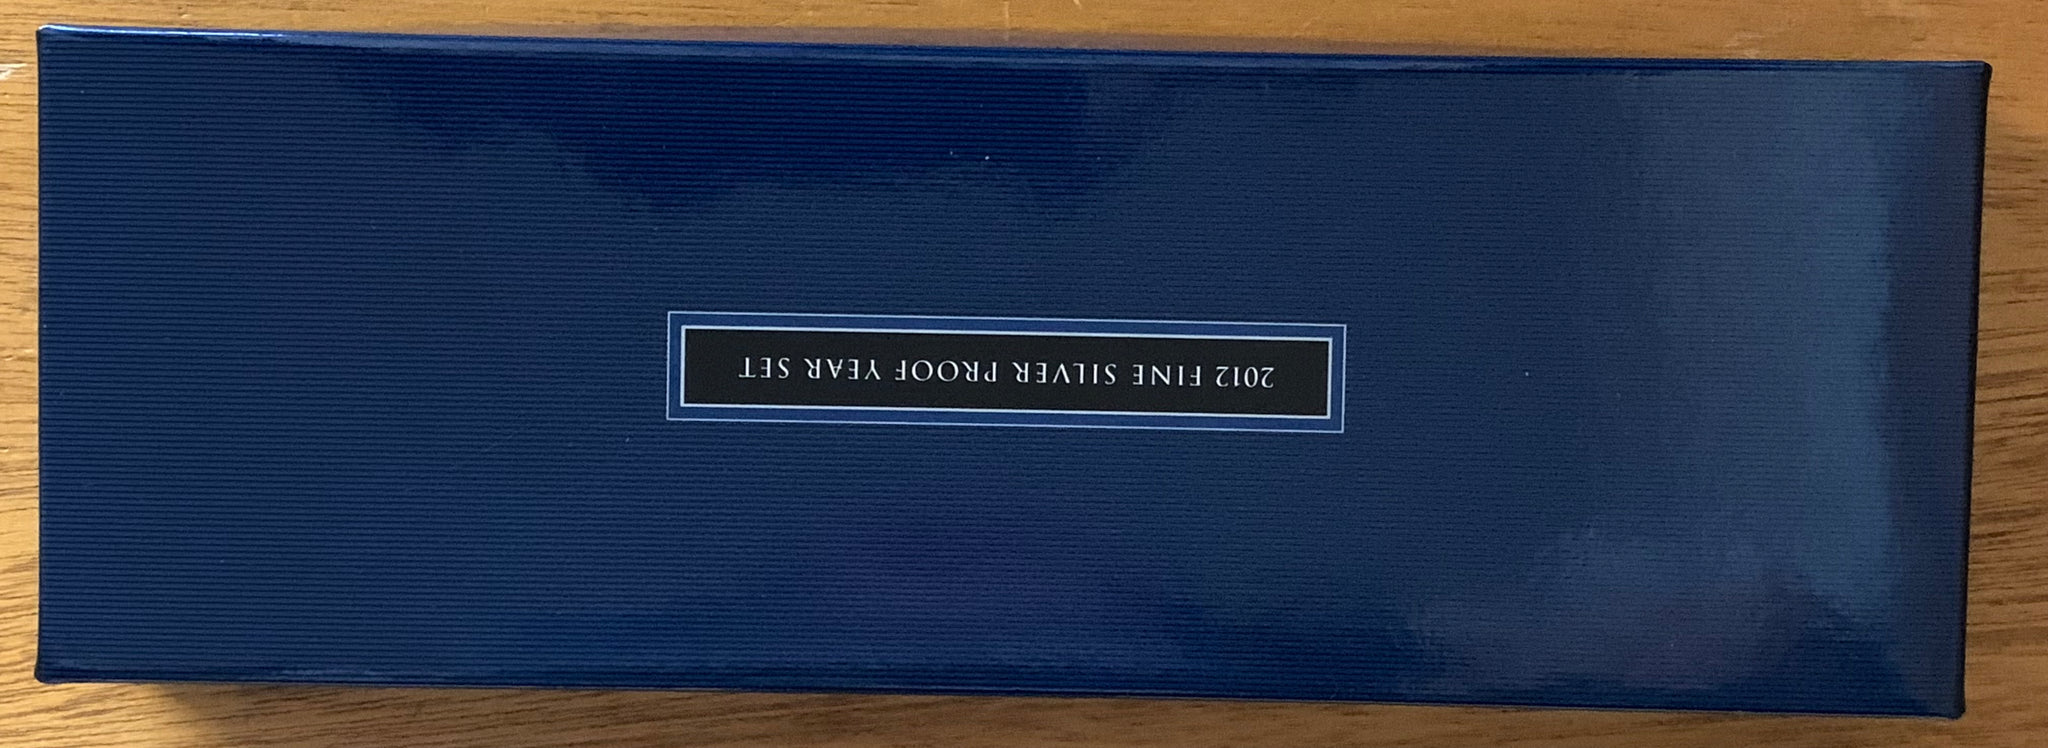 2012 FINE SILVER PROOF YEAR SET